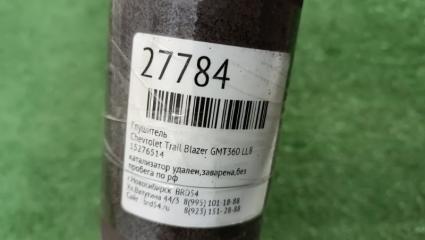 27784
Глушитель
Chevrolet Trail Blazer GMT360 LL8
15276514
катализатор удален,заварена,без
пробега по рф
г.Новосибирск BRD54
Ул.Ватутина 44/3 8(995)101-18-88
Сайт brd54.ru 8(923)151-28-88